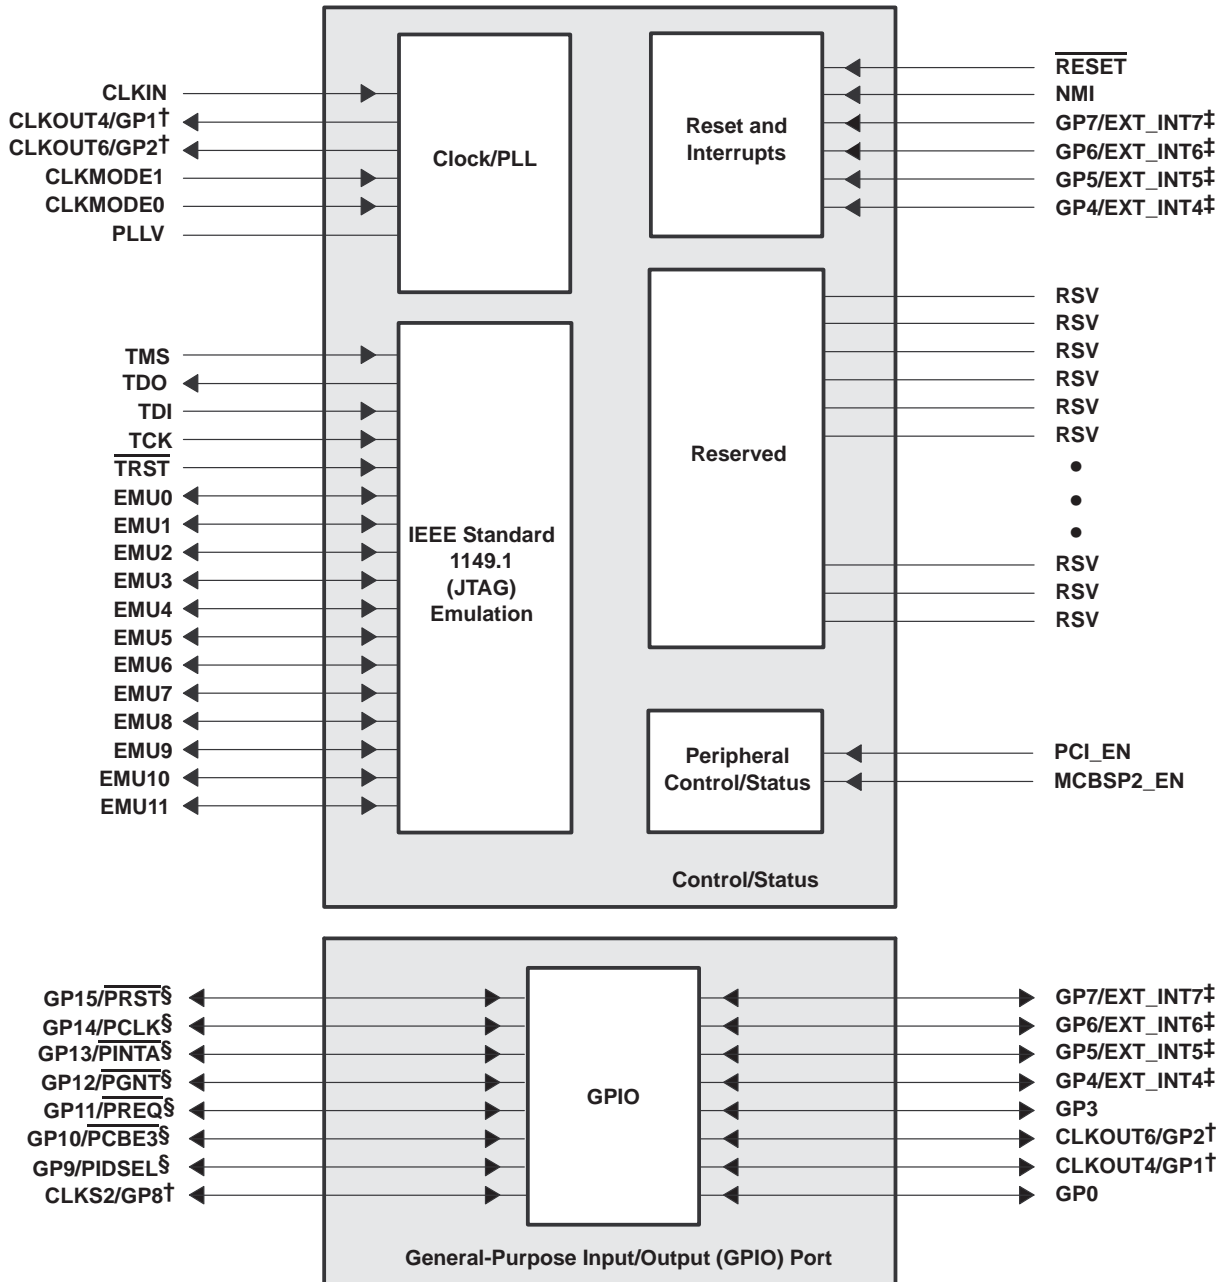 CLKIN
CLKOUT4/GP1†
CLKOUT6/GP2†
CLKMODE1
CLKMODE0
PLLV
Clock/PLL
Reset and
Interrupts
RESET
NMI
GP7/EXT_INT7‡
GP6/EXT_INT6‡
GP5/EXT_INT5‡
GP4/EXT_INT4‡
TMS
TDO
TDI
TCK
TRST
EMU0
EMU1
EMU2
EMU3
EMU4
EMU5
EMU6
EMU7
EMU8
EMU9
EMU10
EMU11
IEEE Standard
1149.1
(JTAG)
Emulation
Reserved
RSV
RSV
RSV
RSV
RSV
RSV
•
•
•
RSV
RSV
RSV
Peripheral
Control/Status
PCI_EN
MCBSP2_EN
Control/Status
GP15/PRST§
GP14/PCLK§
GP13/PINTA§
GP12/PGNT§
GP11/PREQ§
GP10/PCBE3§
GP9/PIDSEL§
CLKS2/GP8†
GPIO
GP7/EXT_INT7‡
GP6/EXT_INT6‡
GP5/EXT_INT5‡
GP4/EXT_INT4‡
GP3
CLKOUT6/GP2†
CLKOUT4/GP1†
GP0
General-Purpose Input/Output (GPIO) Port